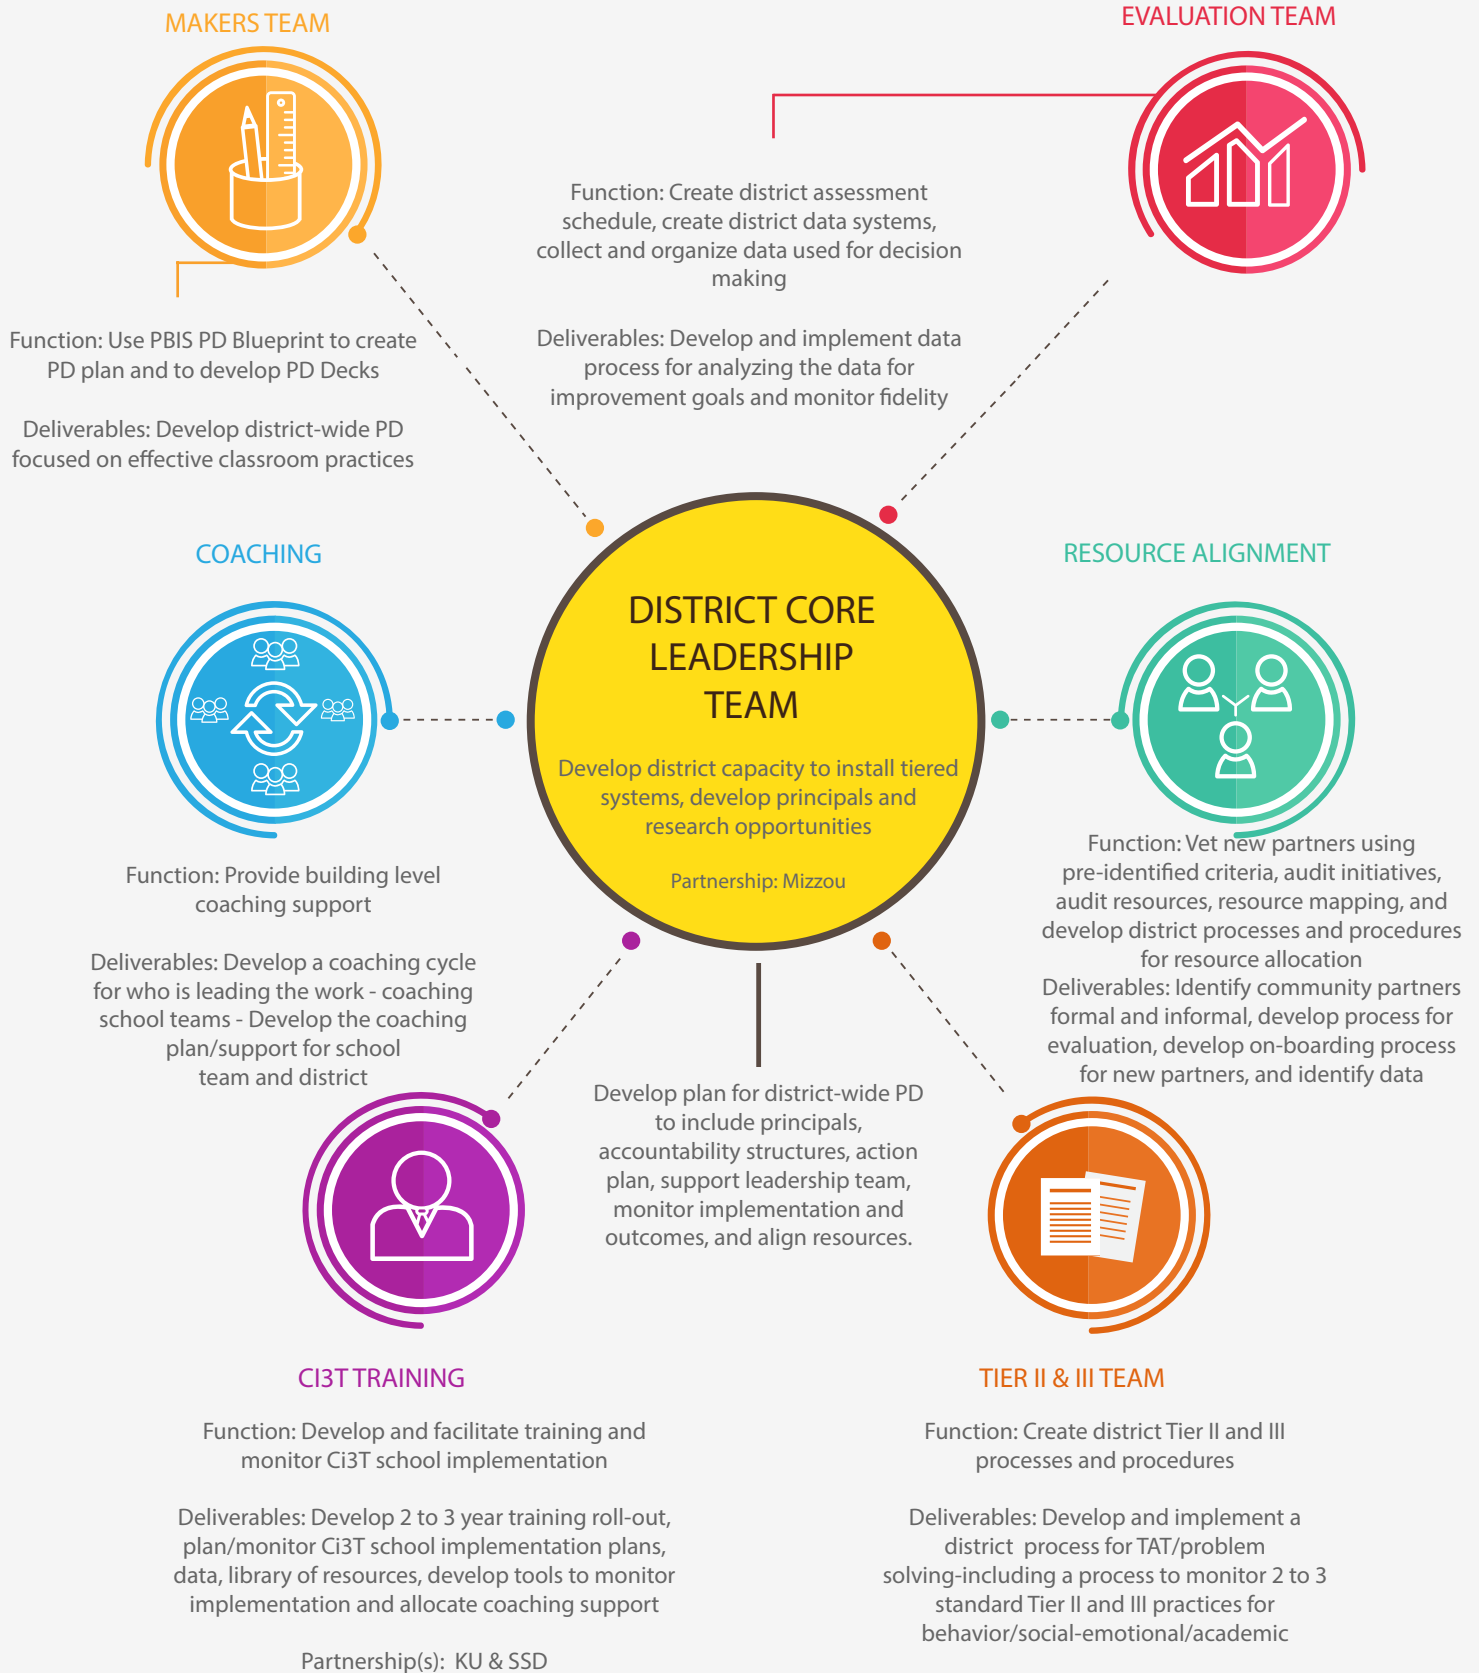 MAKERS TEAM
Function: Use PBIS PD Blueprint to create
PD plan and to develop PD Decks
Deliverables: Develop district-wide PD
focused on effective classroom practices
EVALUATION TEAM
Function: Create district assessment
schedule, create district data systems,
collect and organize data used for decision
making
Deliverables: Develop and implement data
process for analyzing the data for
improvement goals and monitor fidelity
COACHING
Function: Provide building level
coaching support
Deliverables: Develop a coaching cycle
for who is leading the work - coaching
school teams - Develop the coaching
plan/support for school
team and district
DISTRICT CORE
LEADERSHIP
TEAM
Develop district capacity to install tiered
systems, develop principals and
research opportunities
Partnership: Mizzou
Develop plan for district-wide PD
to include principals,
accountability structures, action
plan, support leadership team,
monitor implementation and
outcomes, and align resources.
RESOURCE ALIGNMENT
Function: Vet new partners using
pre-identified criteria, audit initiatives,
audit resources, resource mapping, and
develop district processes and procedures
for resource allocation
Deliverables: Identify community partners
formal and informal, develop process for
evaluation, develop on-boarding process
for new partners, and identify data
CI3T TRAINING
Function: Develop and facilitate training and
monitor Ci3T school implementation
Deliverables: Develop 2 to 3 year training roll-out,
plan/monitor Ci3T school implementation plans,
data, library of resources, develop tools to monitor
implementation and allocate coaching support
Partnership(s): KU & SSD
TIER II & III TEAM
Function: Create district Tier II and III
processes and procedures
Deliverables: Develop and implement a
district process for TAT/problem
solving-including a process to monitor 2 to 3
standard Tier II and III practices for
behavior/social-emotional/academic